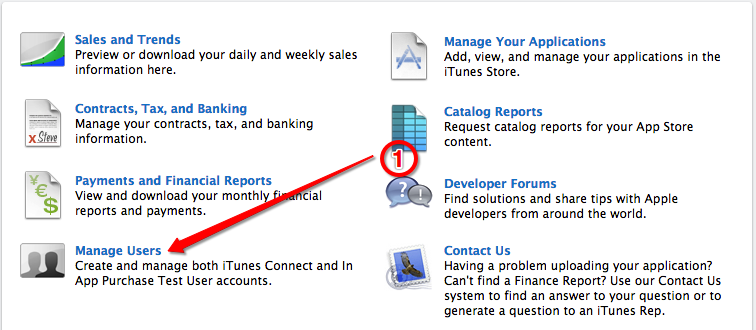 Sales and Trends
Preview or download your daily and weekly sales
information here.
Contracts, Tax, and Banking
Manage your contracts, tax, and banking
information.
x Steve
Payments and Financial Reports
View and download your monthly financial
reports and payments.
¥€$
Manage Users
Create and manage both iTunes Connect and In
App Purchase Test User accounts.
1
Manage Your Applications
Add, view, and manage your applications in the
iTunes Store.
Catalog Reports
Request catalog reports for your App Store
content.
?!
Developer Forums
Find solutions and share tips with Apple
developers from around the world.
Contact Us
Having a problem uploading your application?
Can't find a Finance Report? Use our Contact Us
system to find an answer to your question or to
generate a question to an iTunes Rep.